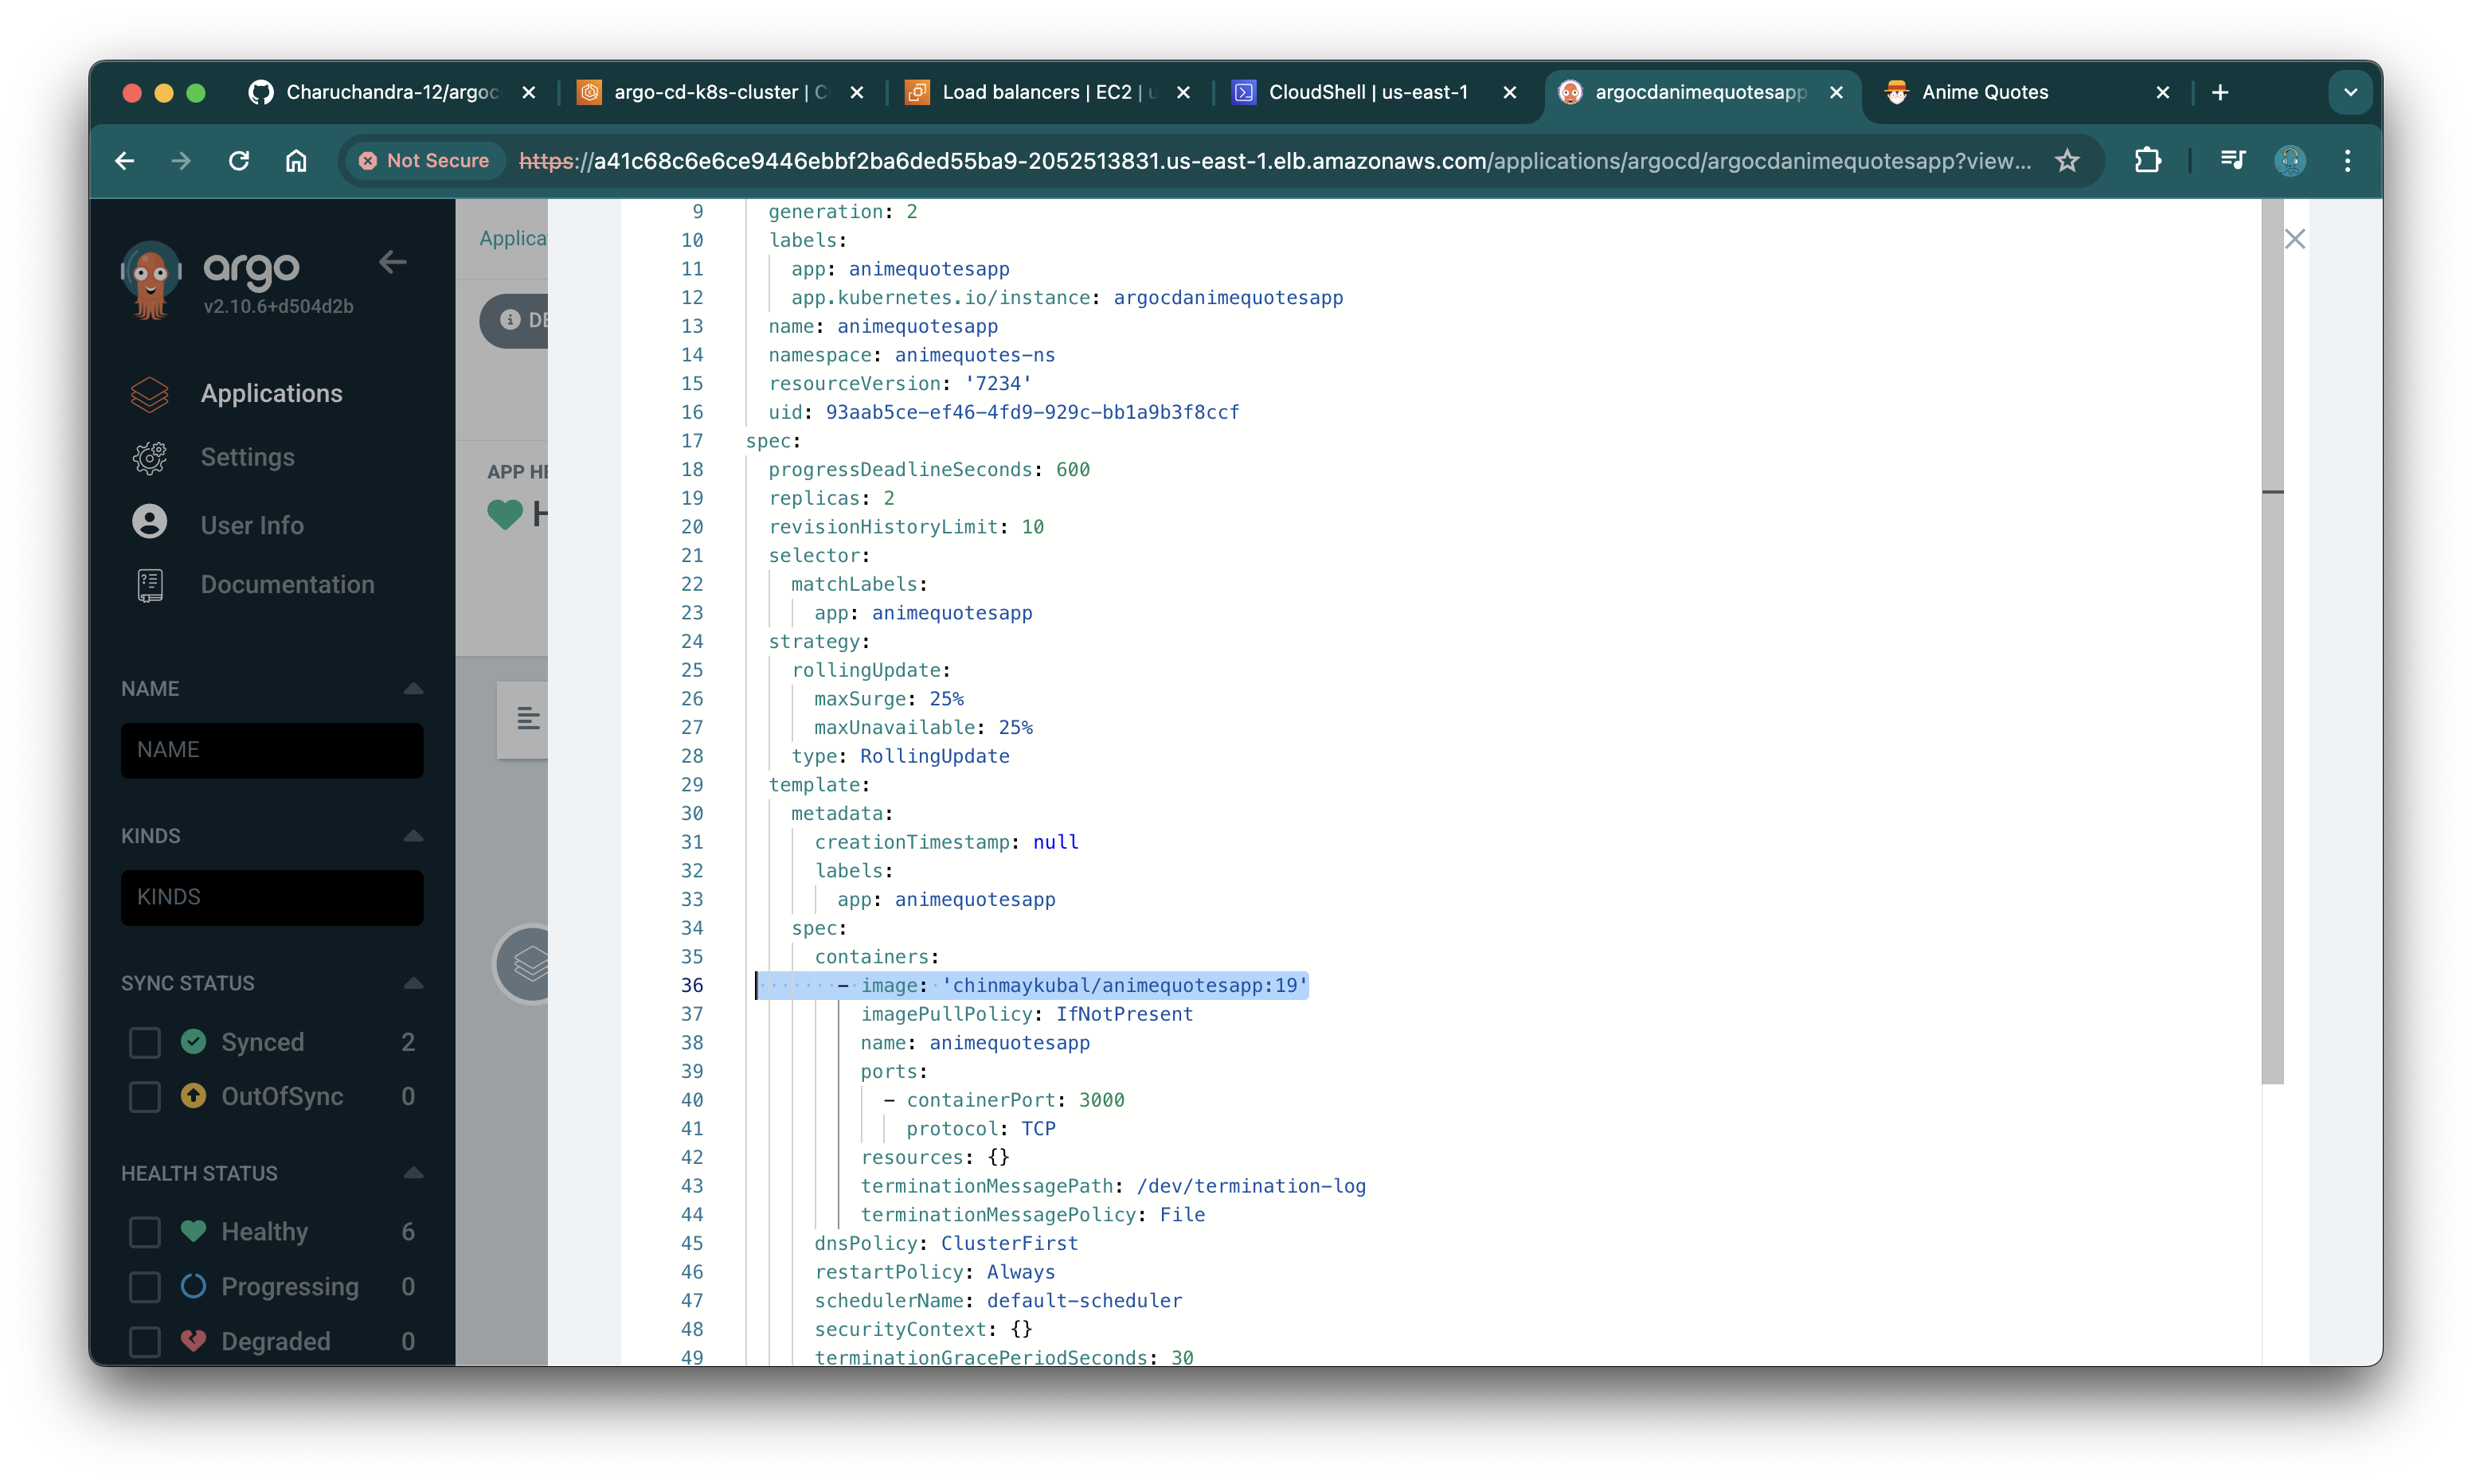 Charuchandra-12/argoc
argo-cd-k8s-cluster | C
Load balancers | EC2 | u
CloudShell | us-east-1
argocdanimequotesapp
Anime Quotes
Not Secure
https://a41c68c6e6ce9446ebbf2ba6ded55ba9-2052513831.us-east-1.elb.amazonaws.com/applications/argocd/argocdanimequotesapp?view...
argo
v2.10.6+d504d2b
Applications
Settings
User Info
Documentation
NAME
NAME
KINDS
KINDS
SYNC STATUS
Synced 2
OutOfSync 0
HEALTH STATUS
Healthy 6
Progressing 0
Degraded 0
Applica
DE
APP HE
H
9 generation: 2
10 labels:
11 app: animequotesapp
12 app.kubernetes.io/instance: argocdanimequotesapp
13 name: animequotesapp
14 namespace: animequotes-ns
15 resourceVersion: '7234'
16 uid: 93aab5ce-ef46-4fd9-929c-bb1a9b3f8ccf
17 spec:
18 progressDeadlineSeconds: 600
19 replicas: 2
20 revisionHistoryLimit: 10
21 selector:
22 matchLabels:
23 app: animequotesapp
24 strategy:
25 rollingUpdate:
26 maxSurge: 25%
27 maxUnavailable: 25%
28 type: RollingUpdate
29 template:
30 metadata:
31 creationTimestamp: null
32 labels:
33 app: animequotesapp
34 spec:
35 containers:
36 - image: 'chinmaykubal/animequotesapp:19'
37 imagePullPolicy: IfNotPresent
38 name: animequotesapp
39 ports:
40 - containerPort: 3000
41 protocol: TCP
42 resources: {}
43 terminationMessagePath: /dev/termination-log
44 terminationMessagePolicy: File
45 dnsPolicy: ClusterFirst
46 restartPolicy: Always
47 schedulerName: default-scheduler
48 securityContext: {}
49 terminationGracePeriodSeconds: 30